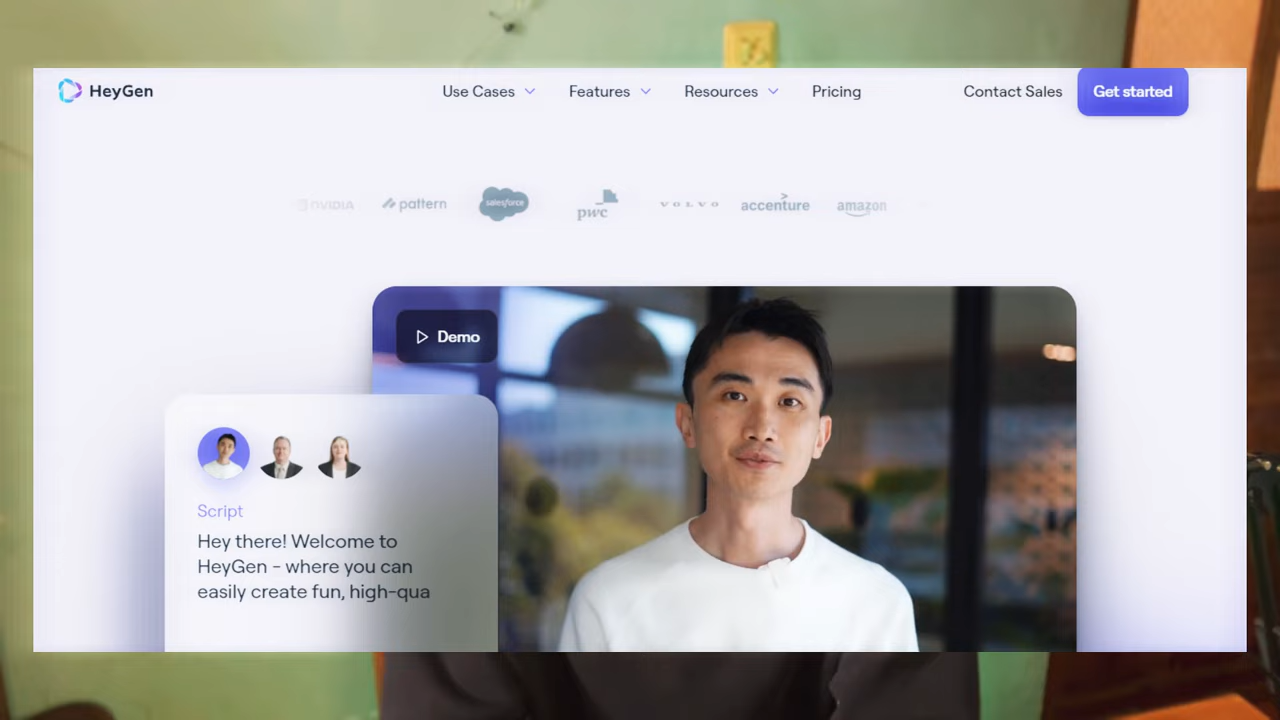 HeyGen
Use Cases
Features
Resources
Pricing
Contact Sales
Get started
NVIDIA
pattern
salesforce
pwc
VOLVO
accenture
amazon
Demo
Script
Hey there! Welcome to
HeyGen - where you can
easily create fun, high-qua